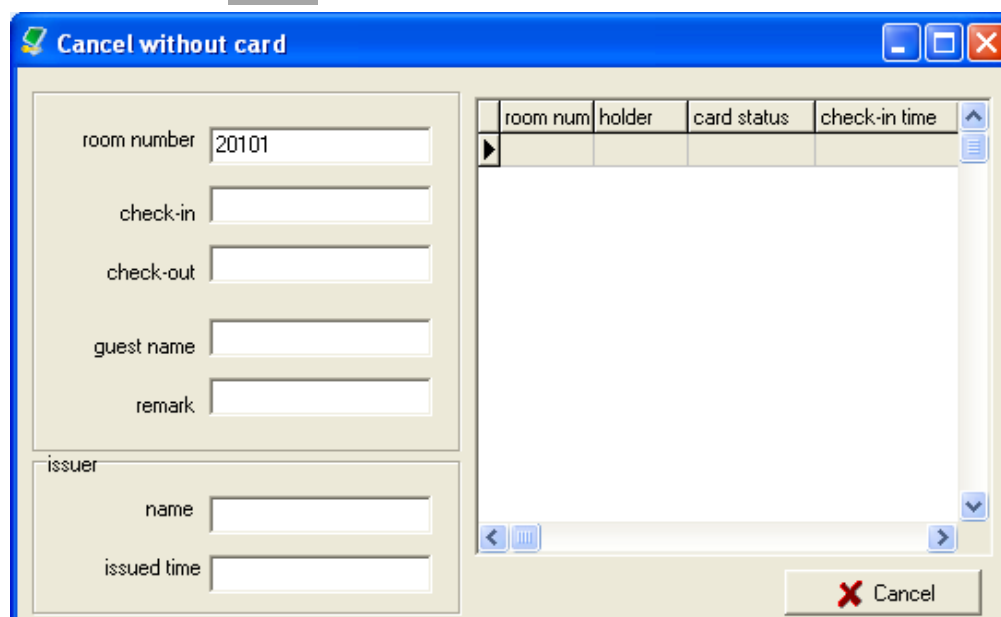 Cancel without card
room number 20101
check-in
check-out
guest name
remark
issuer
name
issued time
room num holder card status check-in time
Cancel